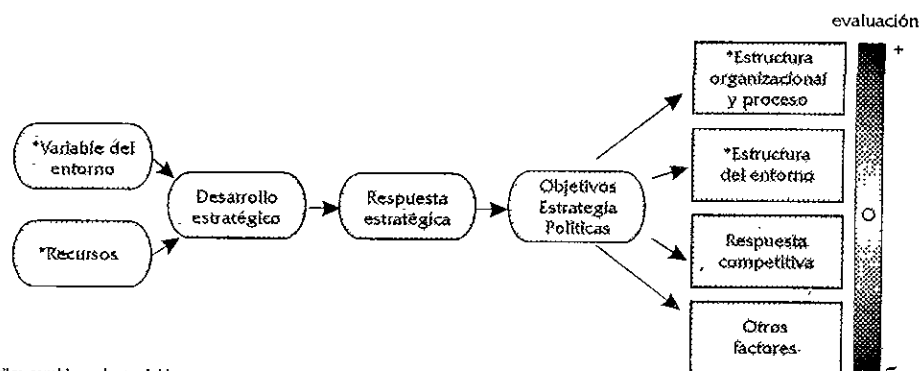 evaluación
+
*Estructura
organizacional
y proceso
*Variable del
entorno
*Estructura
del entorno
Desarrollo
estratégico
Respuesta
estratégica
Objetivos
Estrategia
Políticas
O
*Recursos
Respuesta
competitiva
Otros
factores
-